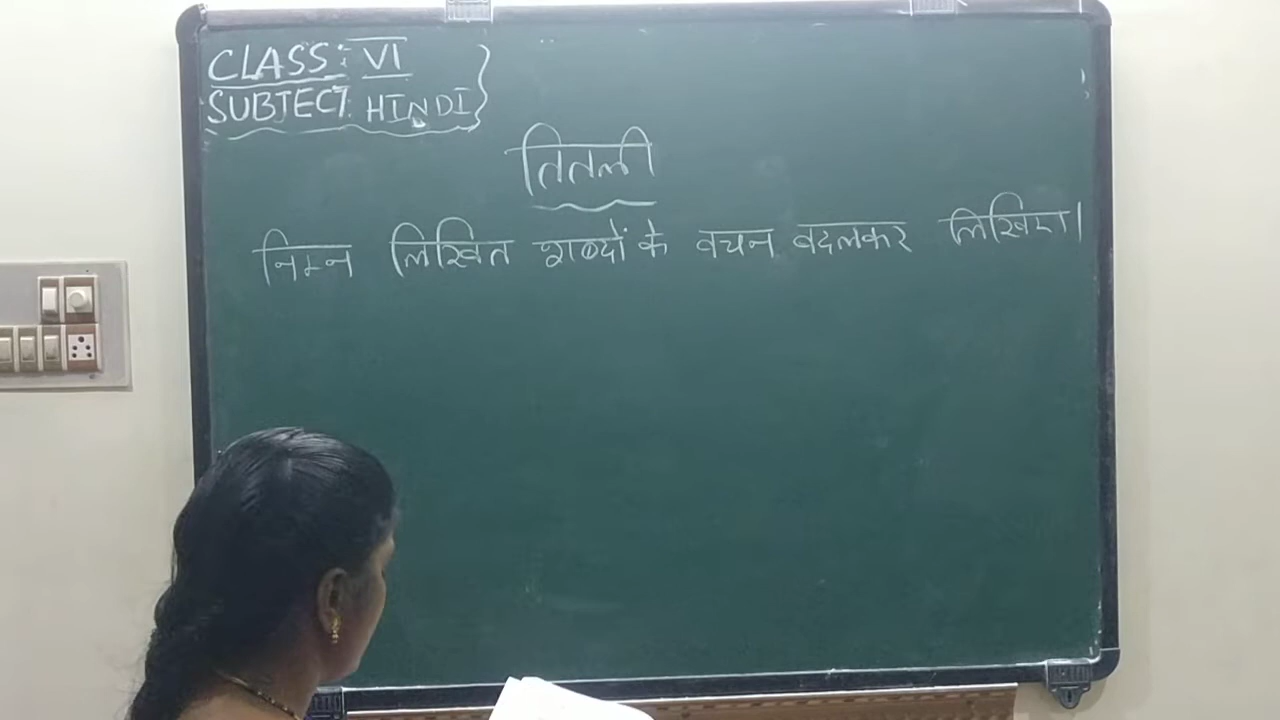 CLASS: VI
SUBJECT: HINDI
तितली
निम्न लिखित शब्दों के वचन बदलकर लिखिए।